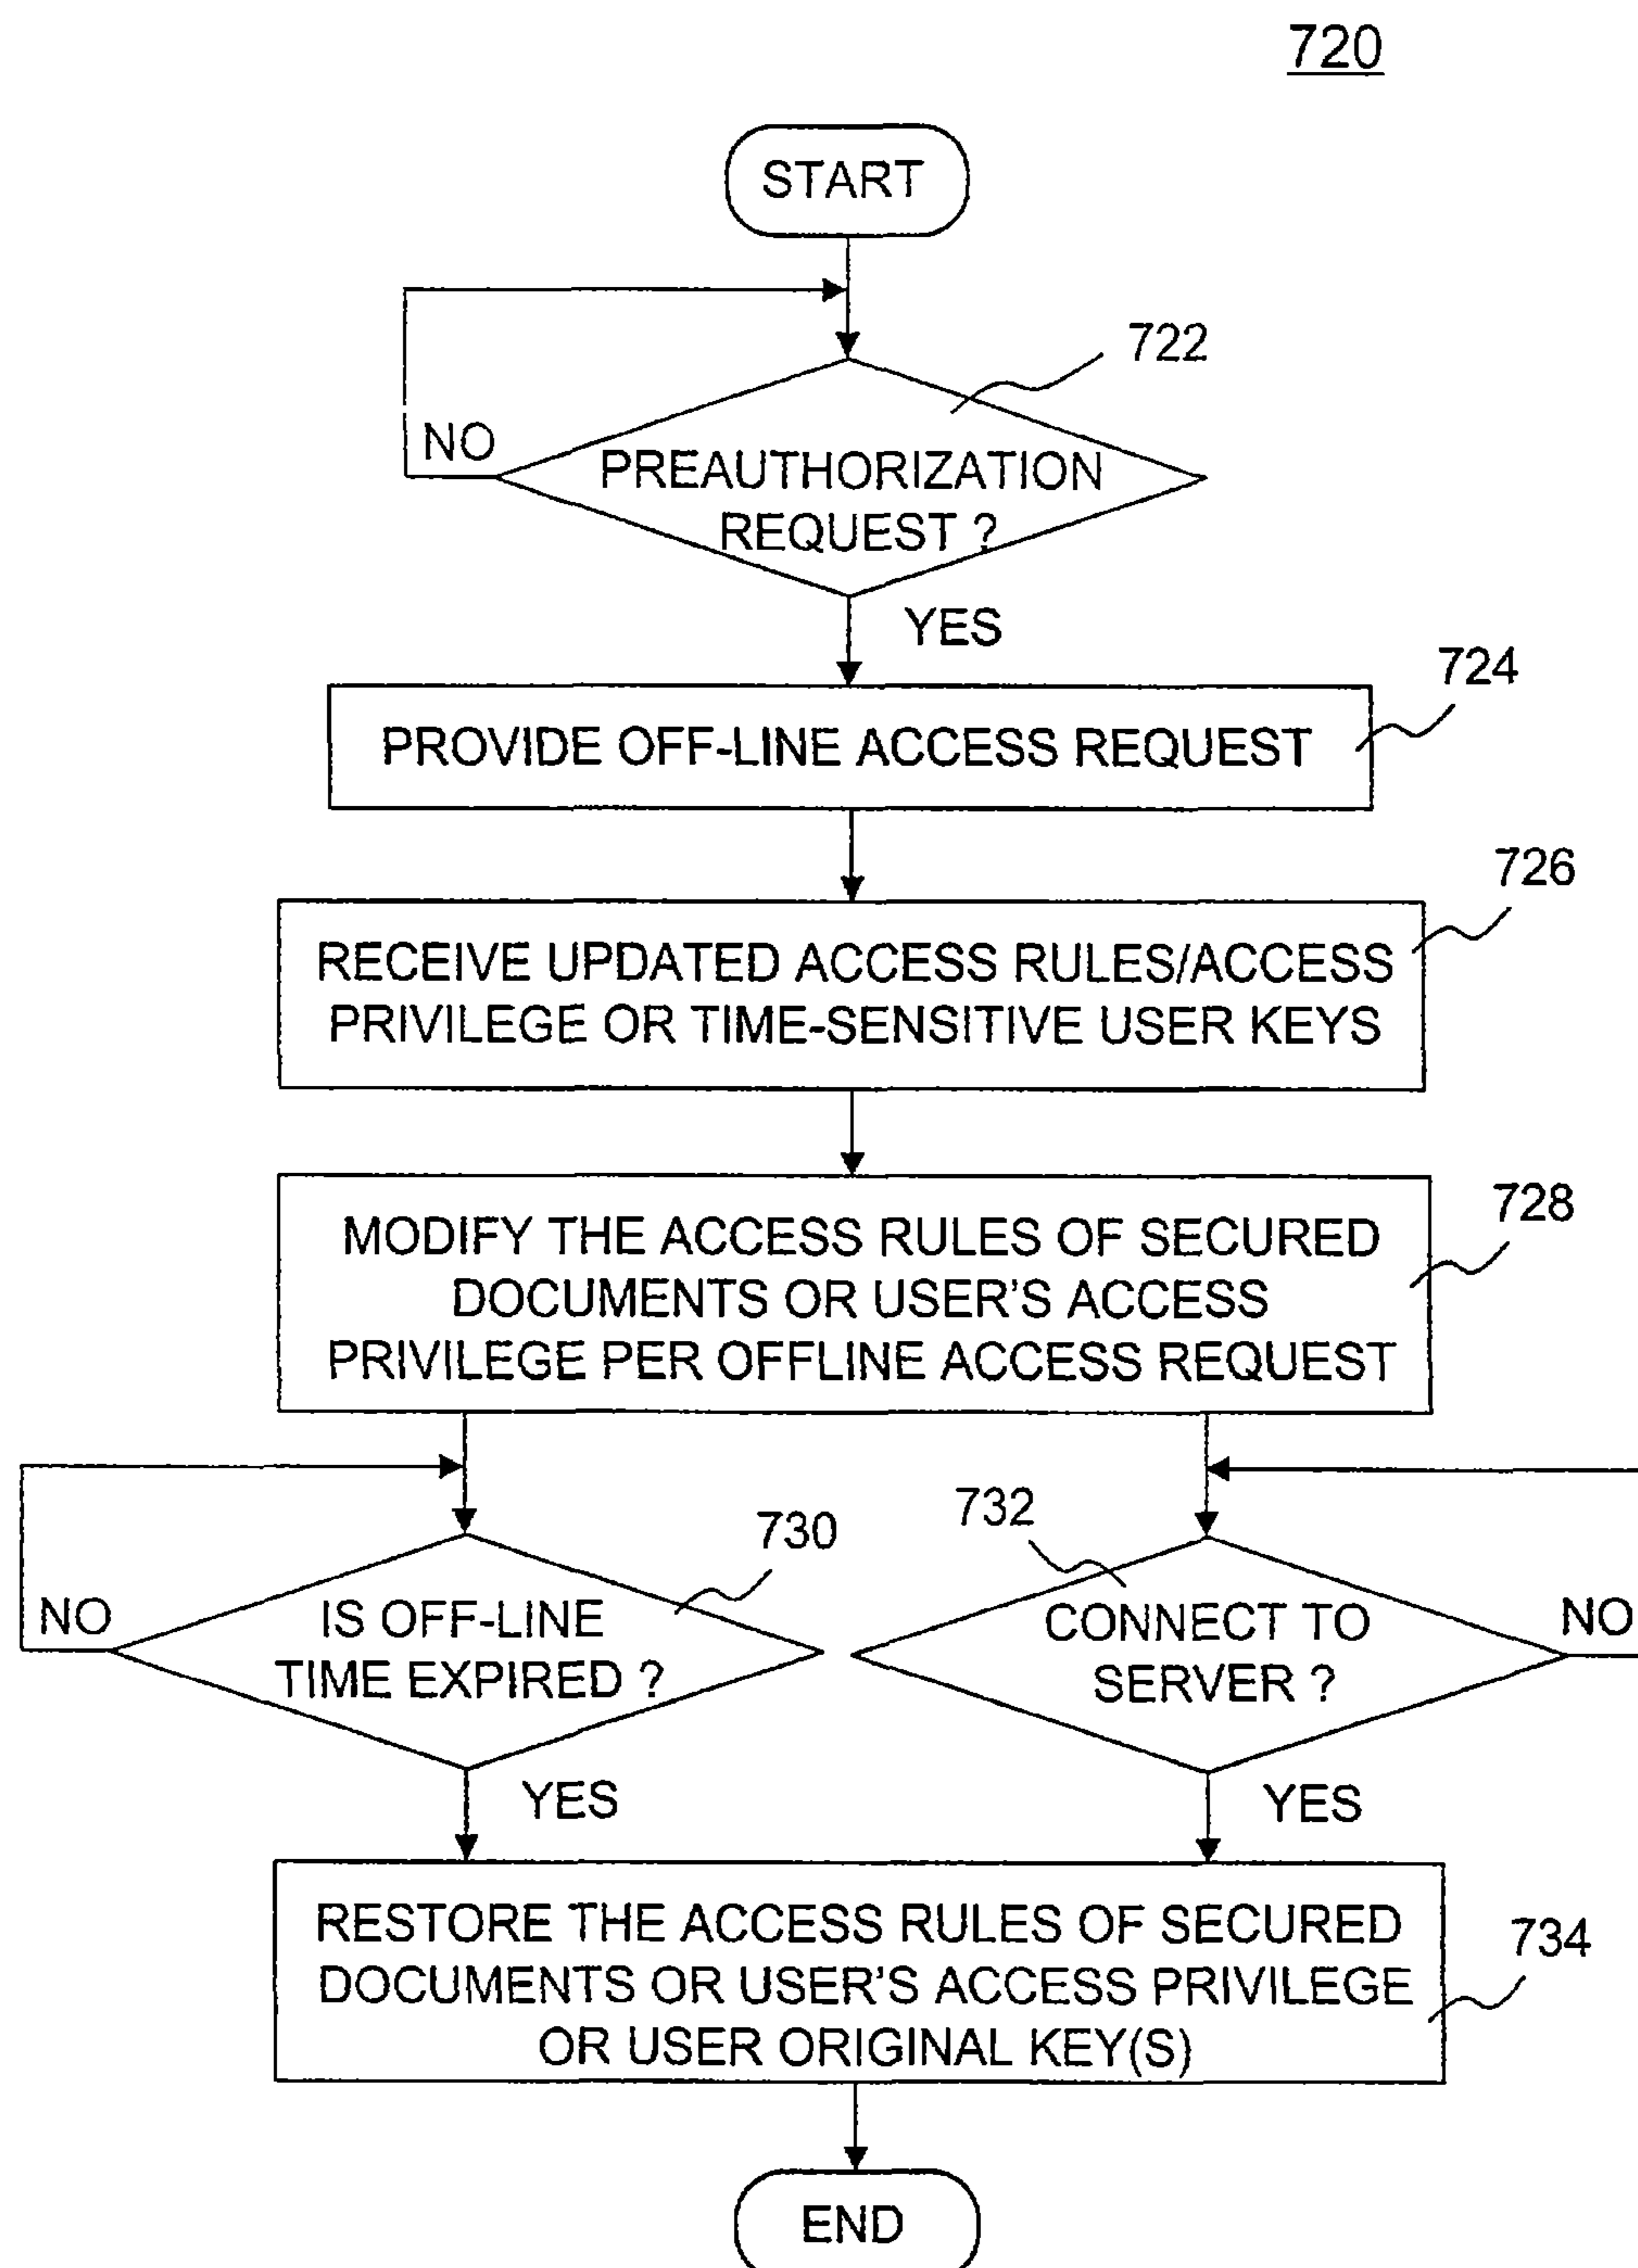 720
START
722
NO
PREAUTHORIZATION
REQUEST ?
YES
724
PROVIDE OFF-LINE ACCESS REQUEST
726
RECEIVE UPDATED ACCESS RULES/ACCESS
PRIVILEGE OR TIME-SENSITIVE USER KEYS
728
MODIFY THE ACCESS RULES OF SECURED
DOCUMENTS OR USER'S ACCESS
PRIVILEGE PER OFFLINE ACCESS REQUEST
730
732
NO
IS OFF-LINE
TIME EXPIRED ?
CONNECT TO
SERVER ?
NO
YES
YES
RESTORE THE ACCESS RULES OF SECURED
DOCUMENTS OR USER'S ACCESS PRIVILEGE
OR USER ORIGINAL KEY(S)
734
END